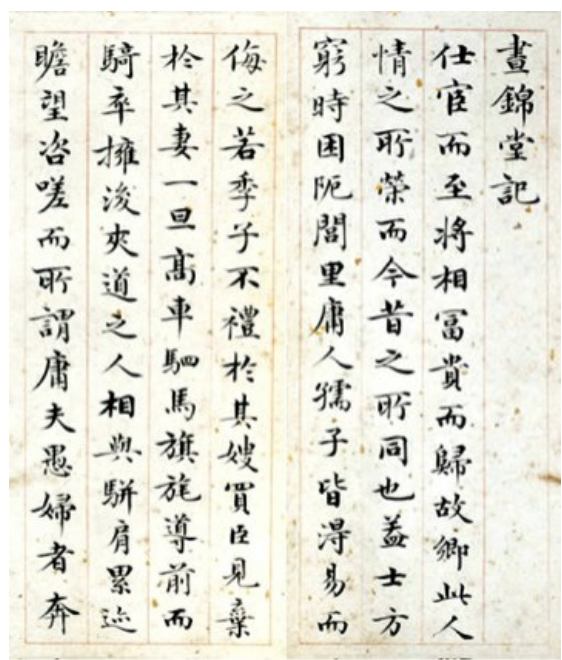 晝錦堂記
仕宦而至將相冨貴而歸故鄉此人
情之所榮而今昔之所同也蓋士方
窮時困阨閭里庸人孺子皆得易而
侮之若季子不禮於其嫂買臣見棄
於其妻一旦高車駟馬旗旄導前而
騎卒擁後夾道之人相與駢肩累迹
瞻望咨嗟而所謂庸夫愚婦者奔